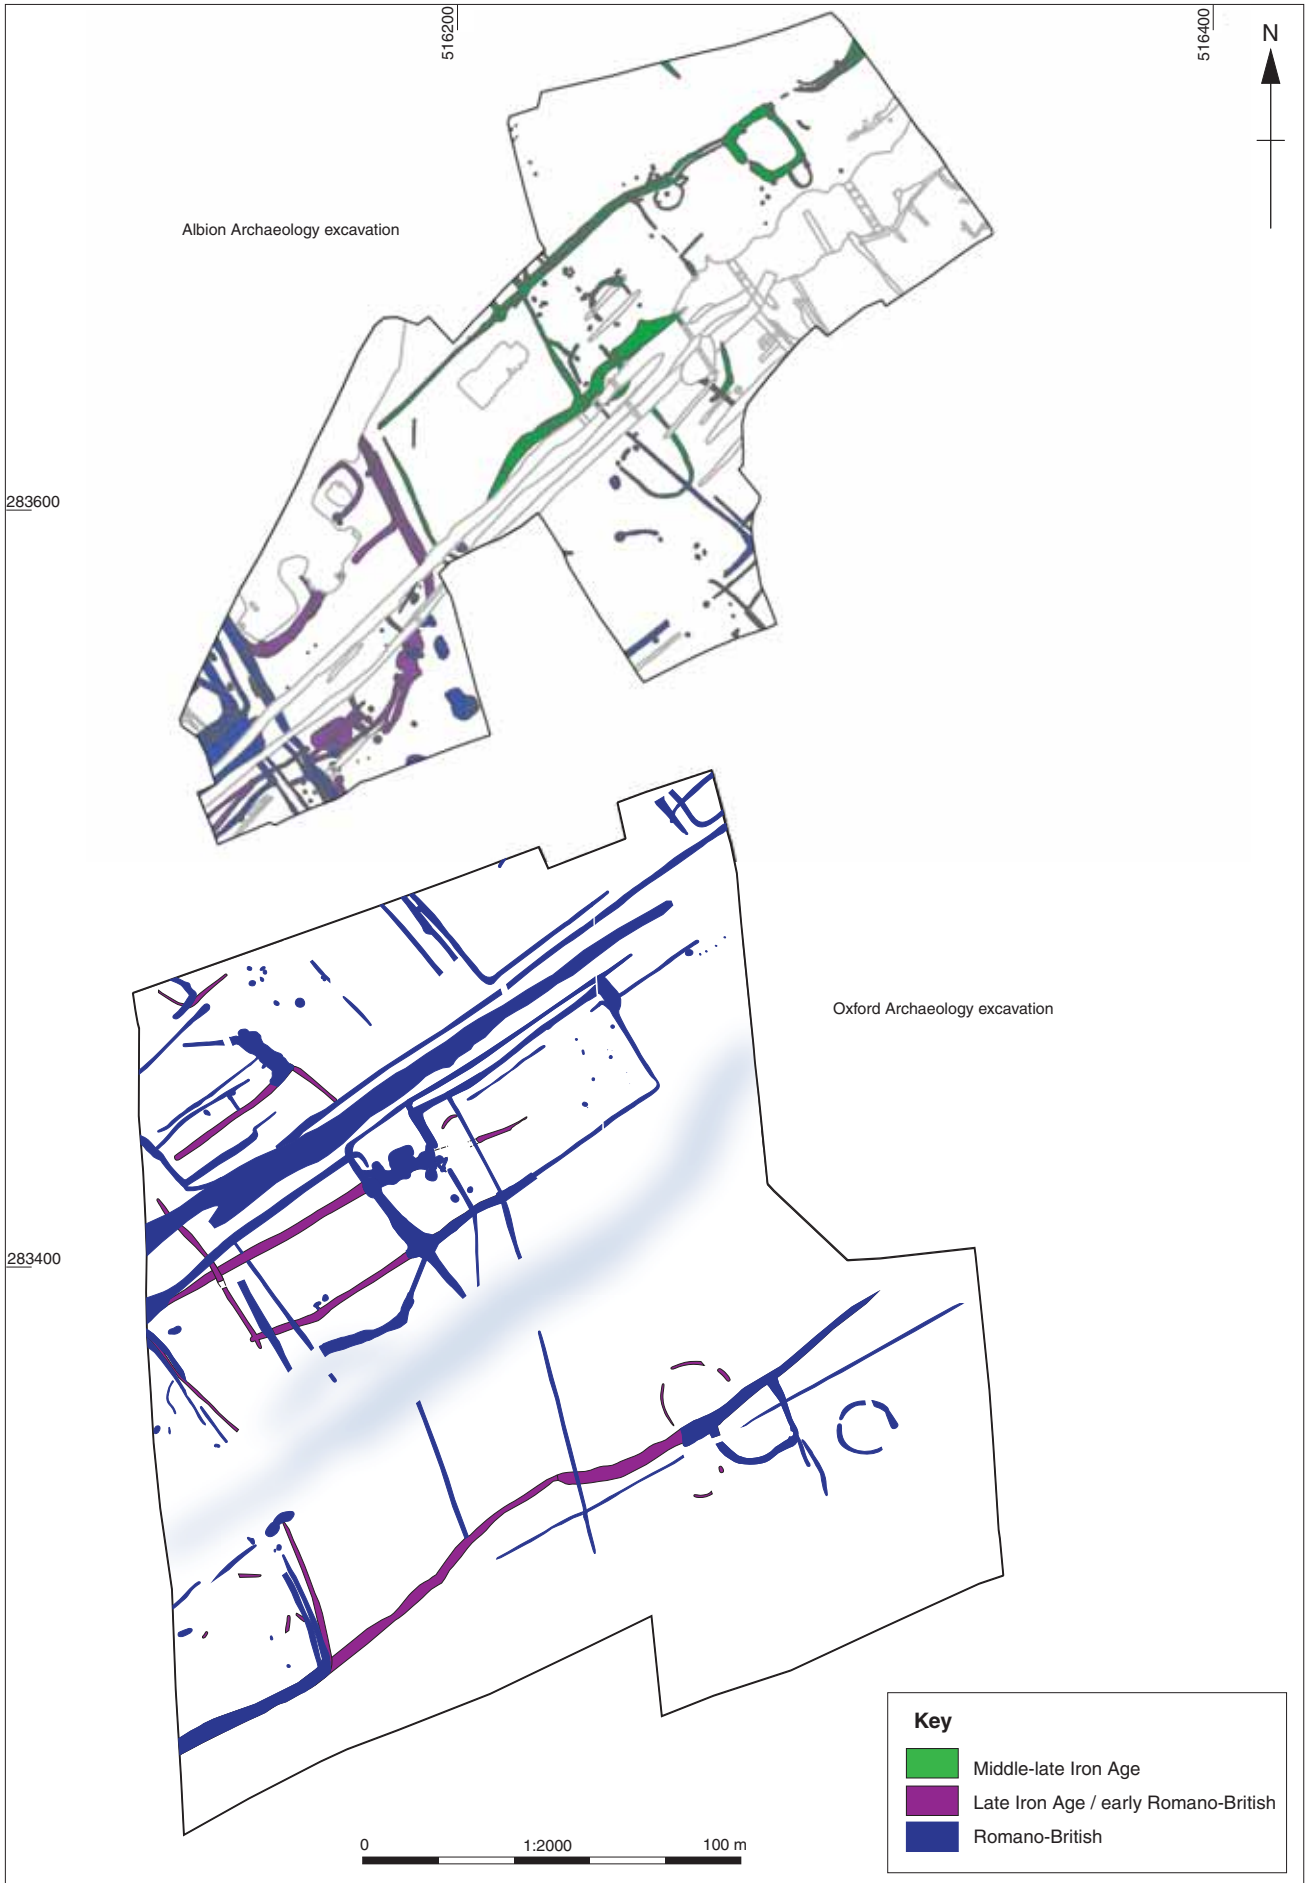 516200
516400
N
Albion Archaeology excavation
283600
Oxford Archaeology excavation
283400
Key
Middle-late Iron Age
Late Iron Age / early Romano-British
Romano-British
0 1:2000 100 m